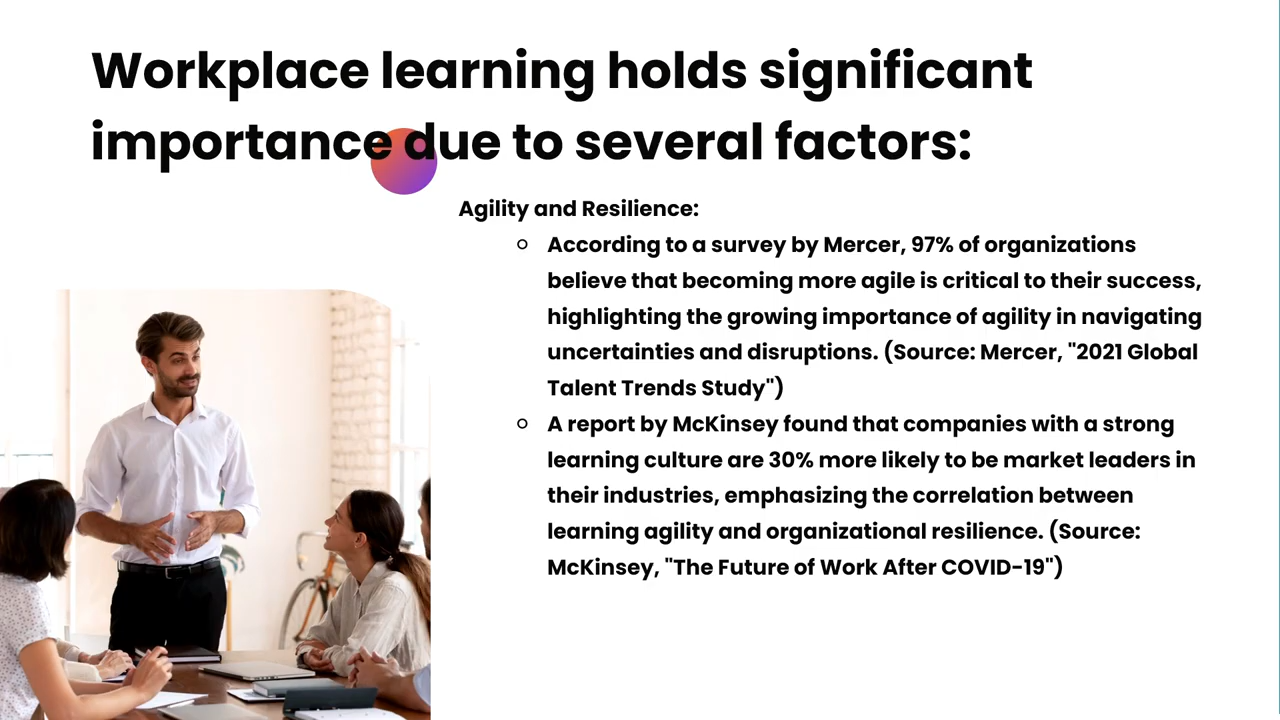 Workplace learning holds significant
importance due to several factors:
Agility and Resilience:
According to a survey by Mercer, 97% of organizations
believe that becoming more agile is critical to their success,
highlighting the growing importance of agility in navigating
uncertainties and disruptions. (Source: Mercer, "2021 Global
Talent Trends Study")
A report by McKinsey found that companies with a strong
learning culture are 30% more likely to be market leaders in
their industries, emphasizing the correlation between
learning agility and organizational resilience. (Source:
McKinsey, "The Future of Work After COVID-19")